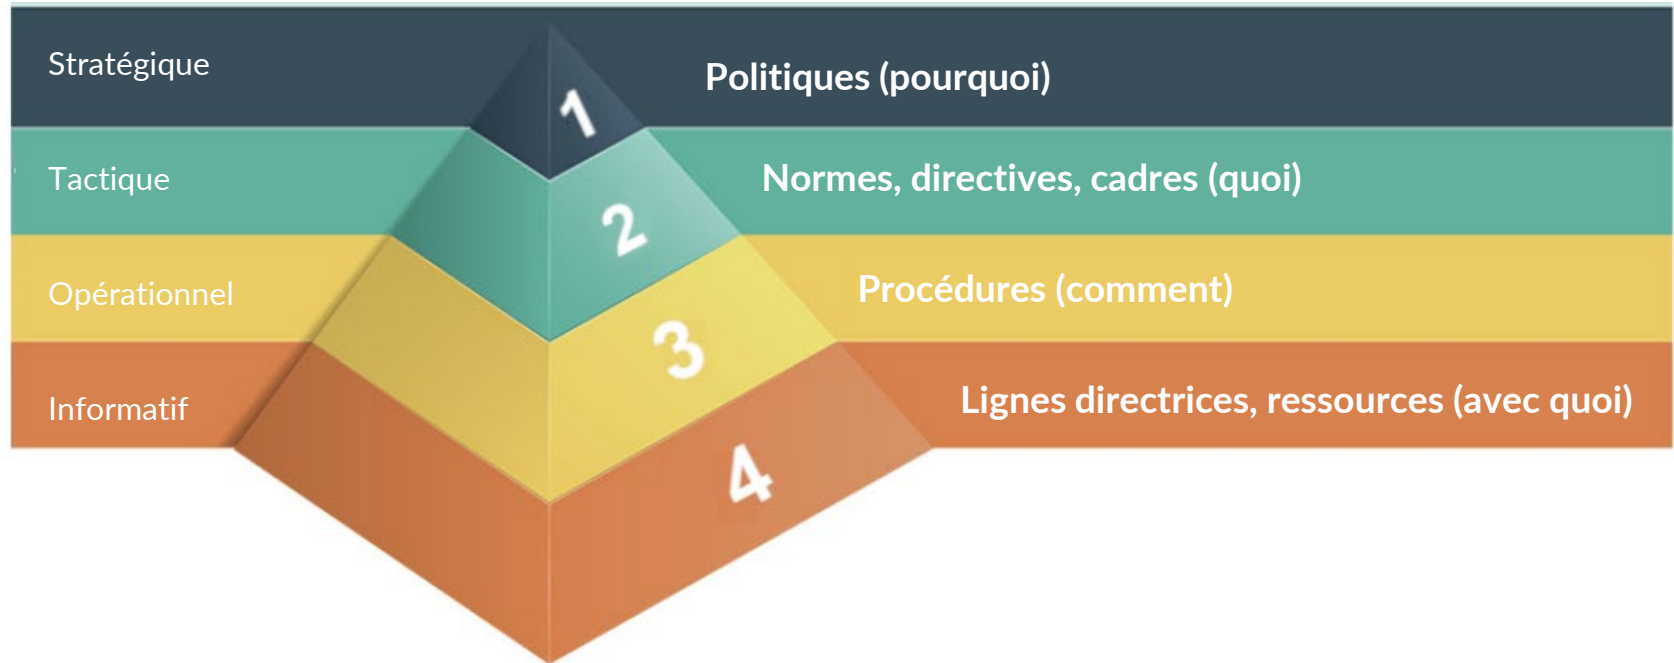 Stratégique
1
Politiques (pourquoi)
Tactique
2
Normes, directives, cadres (quoi)
Opérationnel
3
Procédures (comment)
Informatif
4
Lignes directrices, ressources (avec quoi)